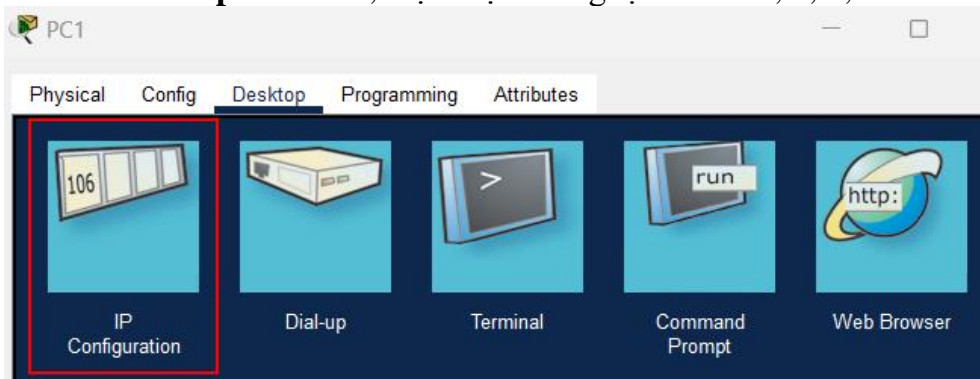 PC1
Physical Config Desktop Programming Attributes
106
>
run
http:
IP
Configuration
Dial-up
Terminal
Command
Prompt
Web Browser